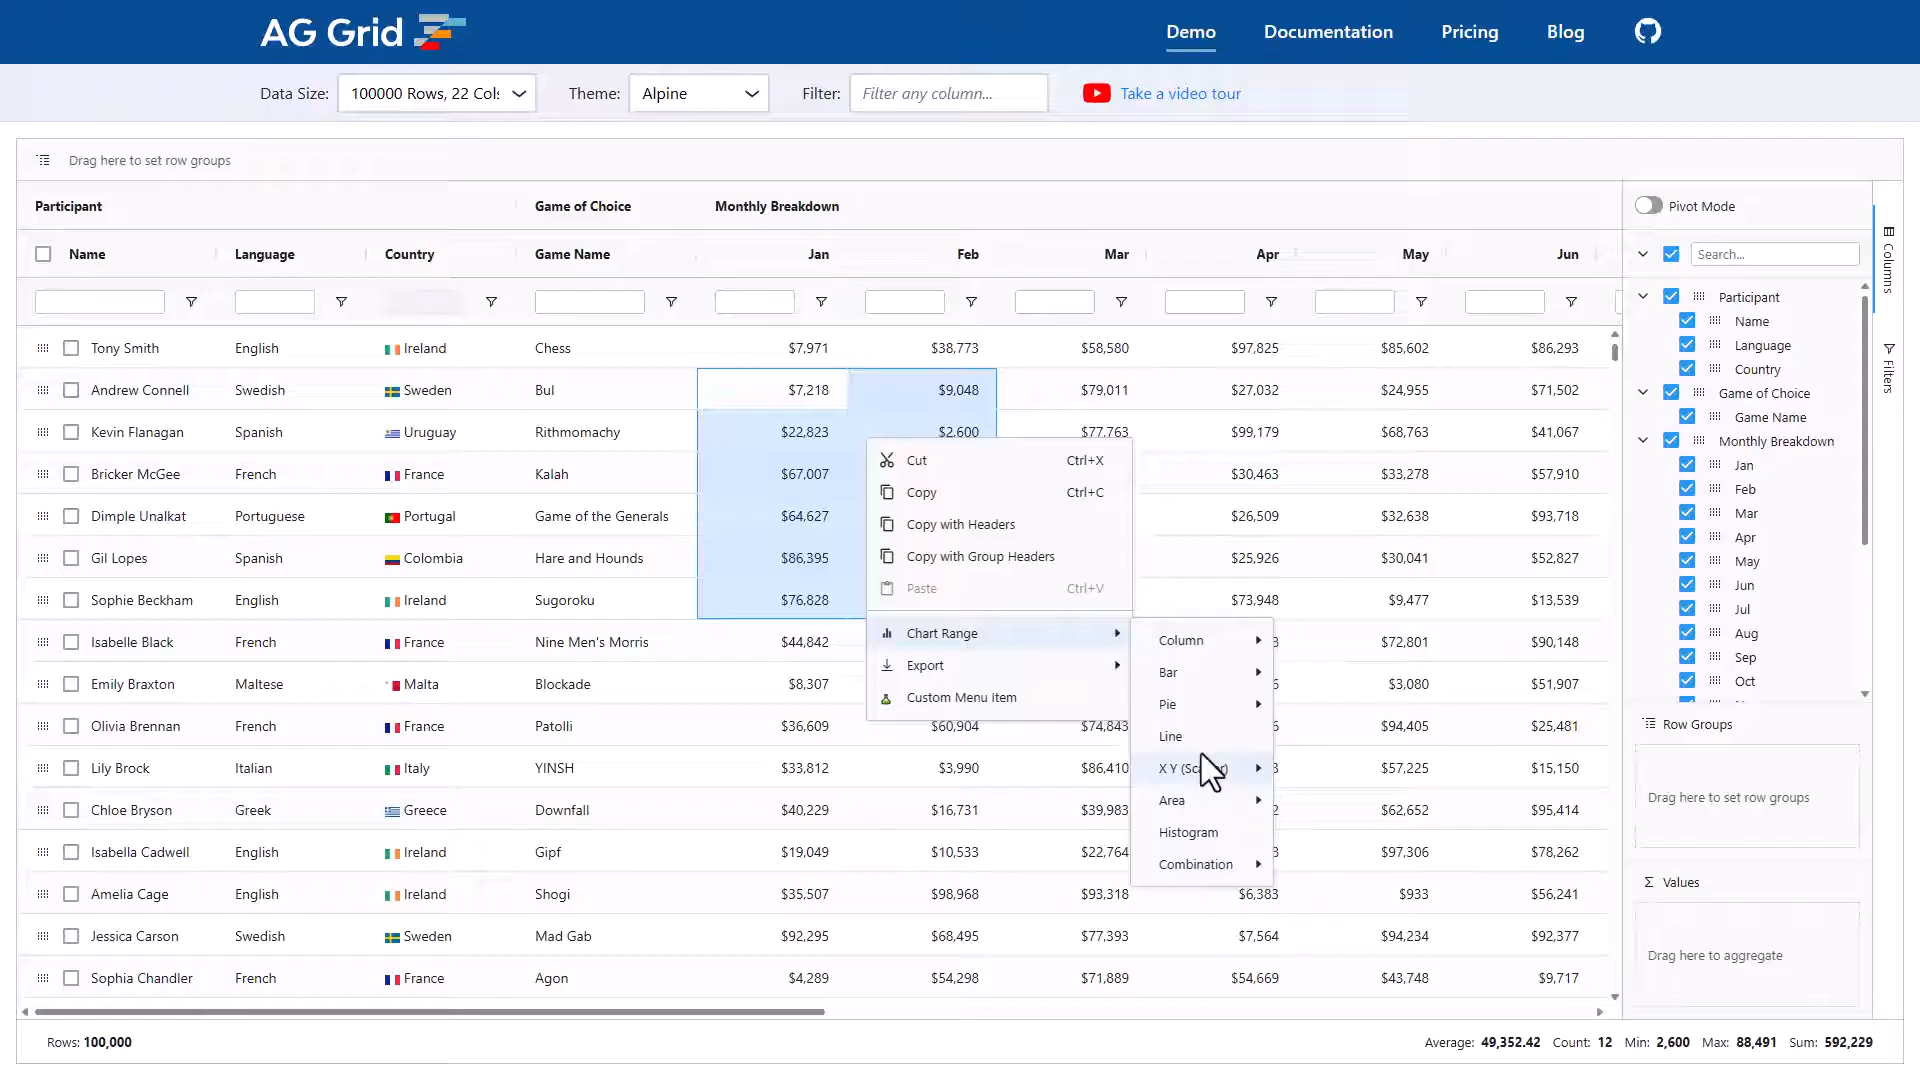 AG Grid
Demo Documentation Pricing Blog
Data Size: 100000 Rows, 22 Cols Theme: Alpine Filter: Filter any column... Take a video tour
Drag here to set row groups
Participant Game of Choice Monthly Breakdown
Name Language Country Game Name Jan Feb Mar Apr May Jun
Tony Smith English Ireland Chess $7,971 $38,773 $58,580 $97,825 $85,602 $86,293
Andrew Connell Swedish Sweden Bul $7,218 $9,048 $79,011 $27,032 $24,955 $71,502
Kevin Flanagan Spanish Uruguay Rithmomachy $22,823 $2,600 $77,763 $99,179 $68,763 $41,067
Bricker McGee French France Kalah $67,007 $30,463 $33,278 $57,910
Dimple Unalkat Portuguese Portugal Game of the Generals $64,627 $26,509 $32,638 $93,718
Gil Lopes Spanish Colombia Hare and Hounds $86,395 $25,926 $30,041 $52,827
Sophie Beckham English Ireland Sugoroku $76,828 $73,948 $9,477 $13,539
Isabelle Black French France Nine Men's Morris $44,842 $72,801 $90,148
Emily Braxton Maltese Malta Blockade $8,307 $3,080 $51,907
Olivia Brennan French France Patolli $36,609 $60,904 $74,843 $94,405 $25,481
Lily Brock Italian Italy YINSH $33,812 $3,990 $86,410 $57,225 $15,150
Chloe Bryson Greek Greece Downfall $40,229 $16,731 $39,983 $62,652 $95,414
Isabella Cadwell English Ireland Gipf $19,049 $10,533 $22,764 $97,306 $78,262
Amelia Cage English Ireland Shogi $35,507 $98,968 $93,318 $6,383 $933 $56,241
Jessica Carson Swedish Sweden Mad Gab $92,295 $68,495 $77,393 $7,564 $94,234 $92,377
Sophia Chandler French France Agon $4,289 $54,298 $71,889 $54,669 $43,748 $9,717
Cut Ctrl+X
Copy Ctrl+C
Copy with Headers
Copy with Group Headers
Paste Ctrl+V
Chart Range
Export
Custom Menu Item
Column
Bar
Pie
Line
X Y
Area
Histogram
Combination
Pivot Mode
Search...
Participant
Name
Language
Country
Game of Choice
Game Name
Monthly Breakdown
Jan
Feb
Mar
Apr
May
Jun
Jul
Aug
Sep
Oct
Row Groups
Drag here to set row groups
Σ Values
Drag here to aggregate
Columns
Filters
Rows: 100,000 Average: 49,352.42 Count: 12 Min: 2,600 Max: 88,491 Sum: 592,229